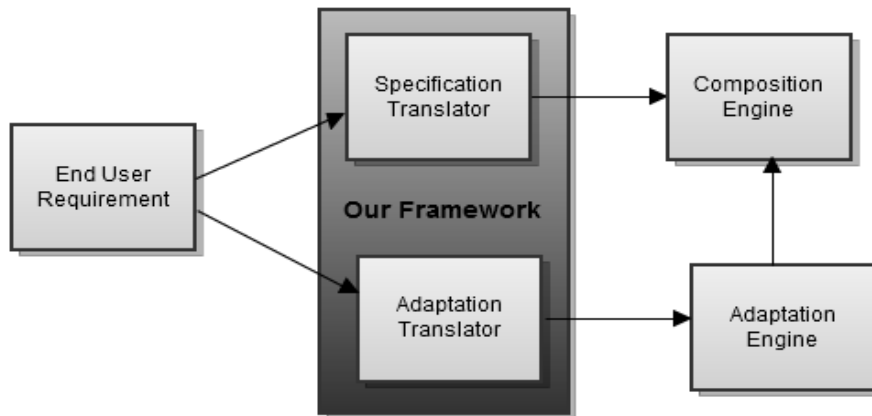 End User
Requirement
Specification
Translator
Our Framework
Adaptation
Translator
Composition
Engine
Adaptation
Engine